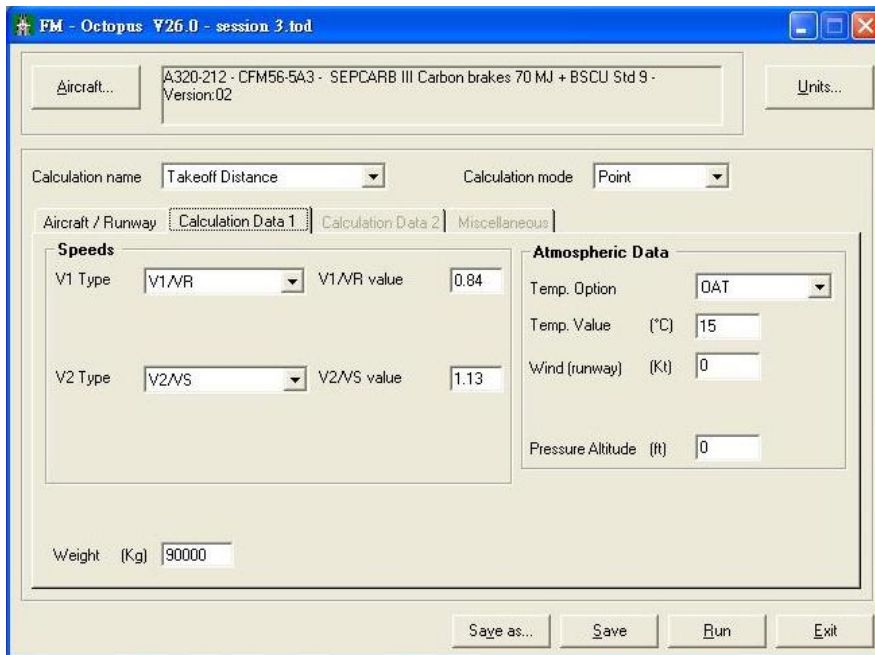 FM - Octopus V26.0 - session 3.tod
Aircraft...
A320-212 - CFM56-5A3 - SEPCARB III Carbon brakes 70 MJ + BSCU Std 9 -
Version:02
Units...
Calculation name Takeoff Distance Calculation mode Point
Aircraft / Runway Calculation Data 1 Calculation Data 2 Miscellaneous
Speeds
V1 Type V1/VR V1/VR value 0.84
V2 Type V2/VS V2/VS value 1.13
Atmospheric Data
Temp. Option OAT
Temp. Value (°C) 15
Wind (runway) (Kt) 0
Pressure Altitude (ft) 0
Weight (Kg) 90000
Save as... Save Run Exit